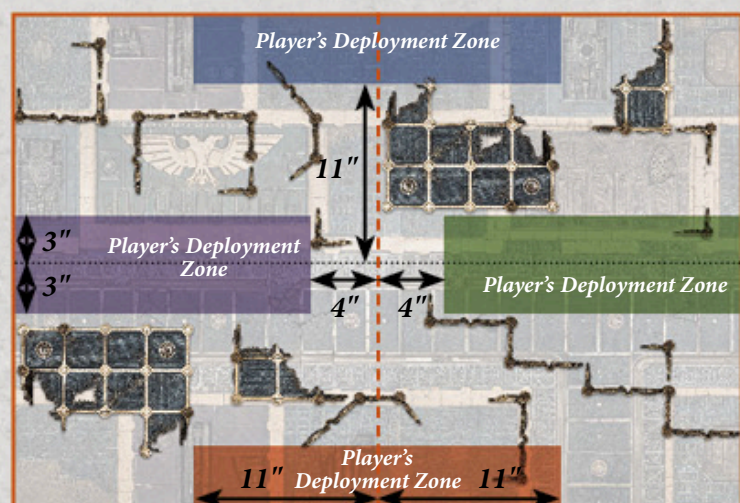 Player's Deployment Zone
11"
3"
Player's Deployment
Zone
3"
Player's Deployment Zone
4"
4"
Player's
11"
Deployment Zone
11"